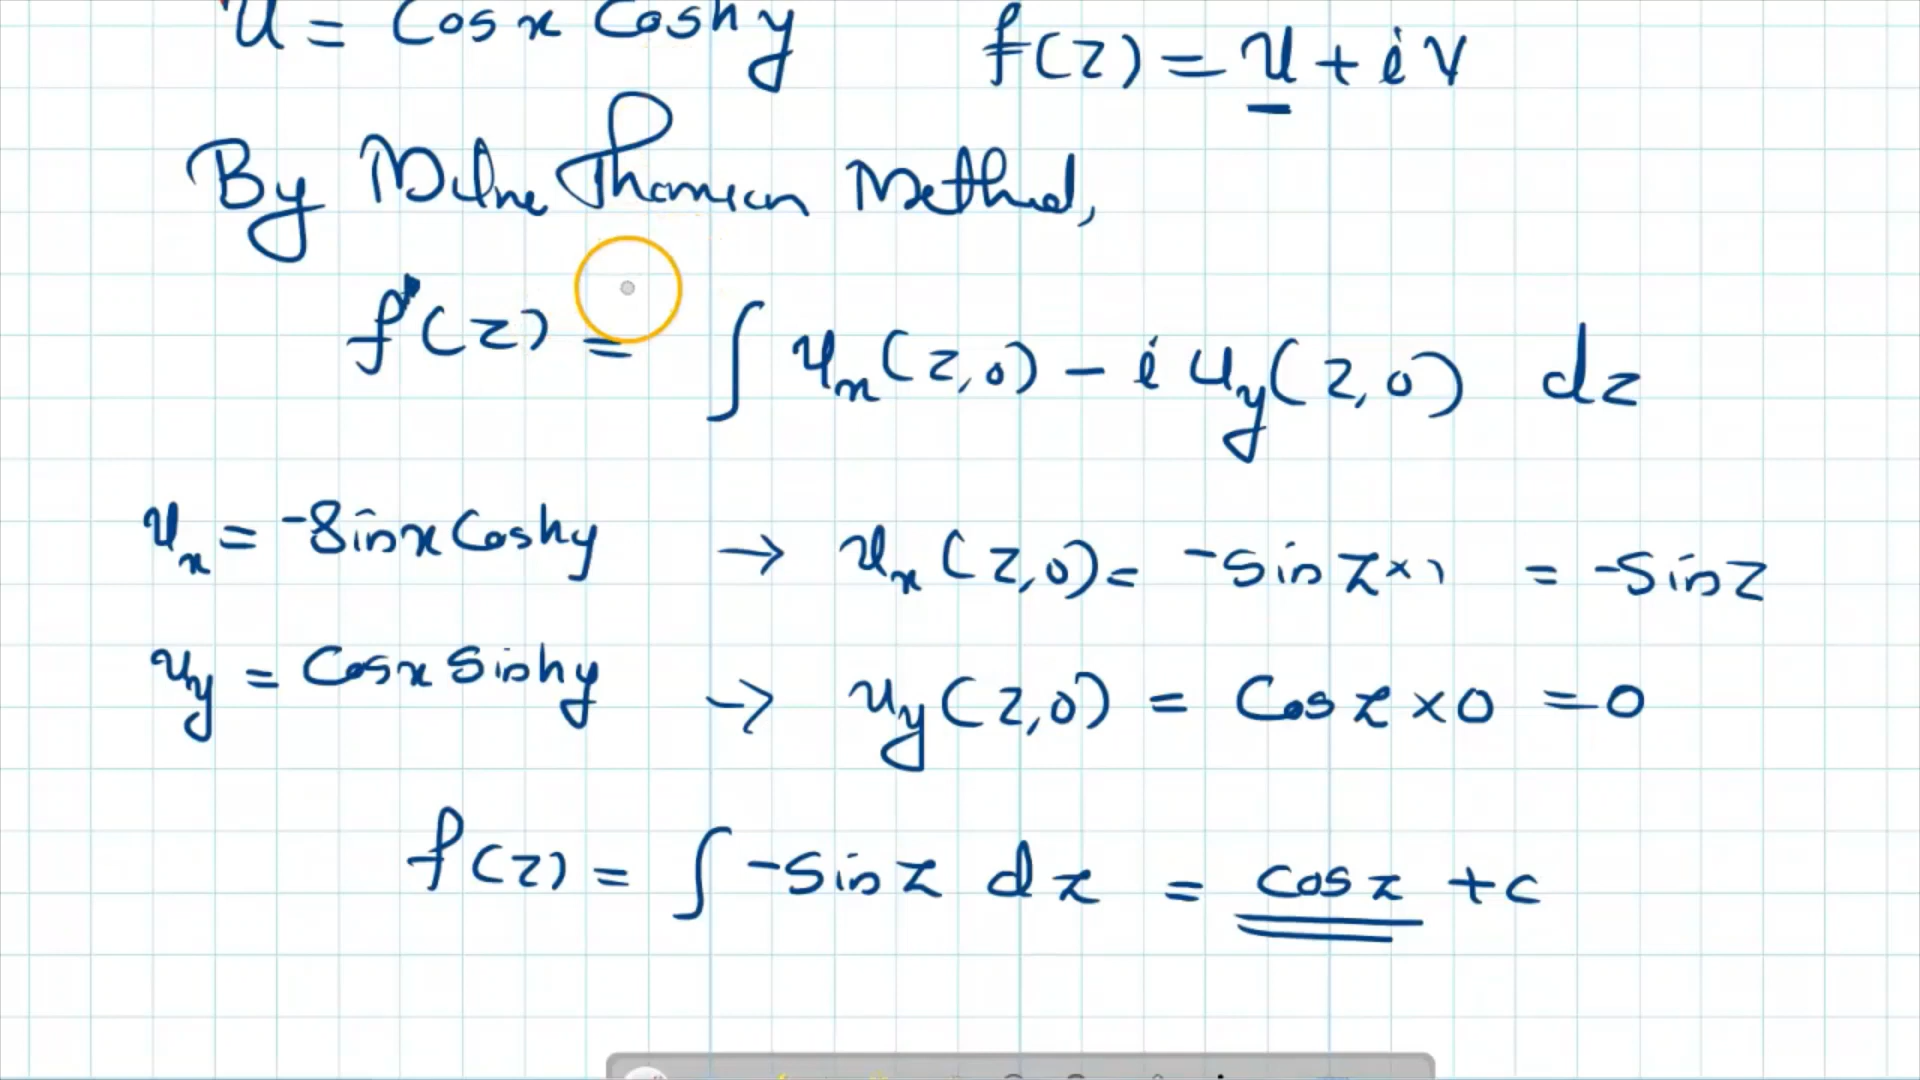 u = Cos x Cosh y f(z) = u + i v
By Milne Thomson Method,
f'(z) = ∫ u_x(z,0) - i u_y(z,0) dz
u_x = -Sin x Cosh y → u_x(z,0) = -Sin z × 1 = -Sin z
u_y = Cos x Sinh y → u_y(z,0) = Cos z × 0 = 0
f(z) = ∫ -Sin z dz = cos z + c